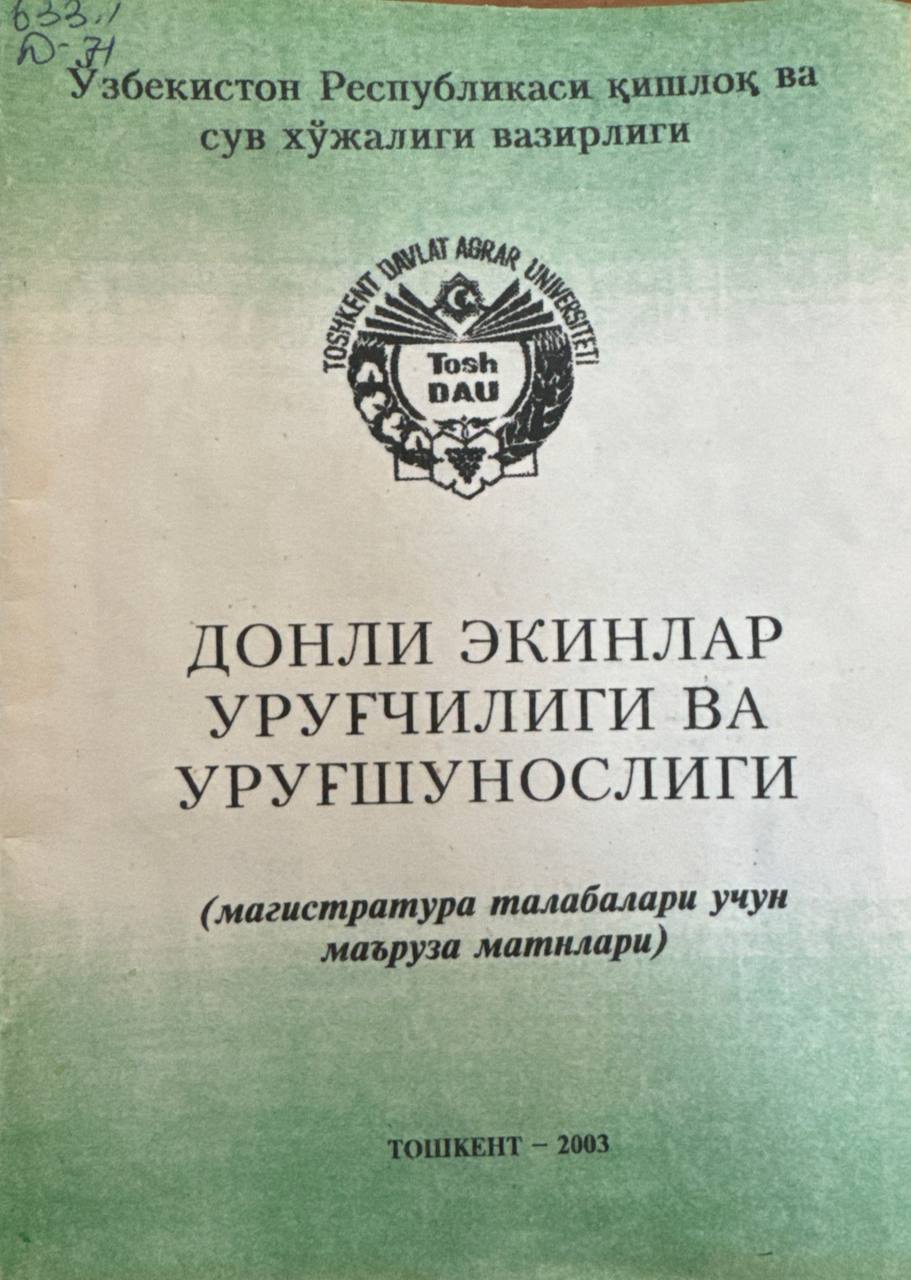 633.1
Д-71
Ўзбекистон Республикаси қишлоқ ва
сув хўжалиги вазирлиги
TOSHKENT DAVLAT AGRAR UNIVERSITETI
Tosh
DAU
ДОНЛИ ЭКИНЛАР
УРУҒЧИЛИГИ ВА
УРУҒШУНОСЛИГИ
(магистратура талабалари учун
маъруза матнлари)
ТОШКЕНТ – 2003